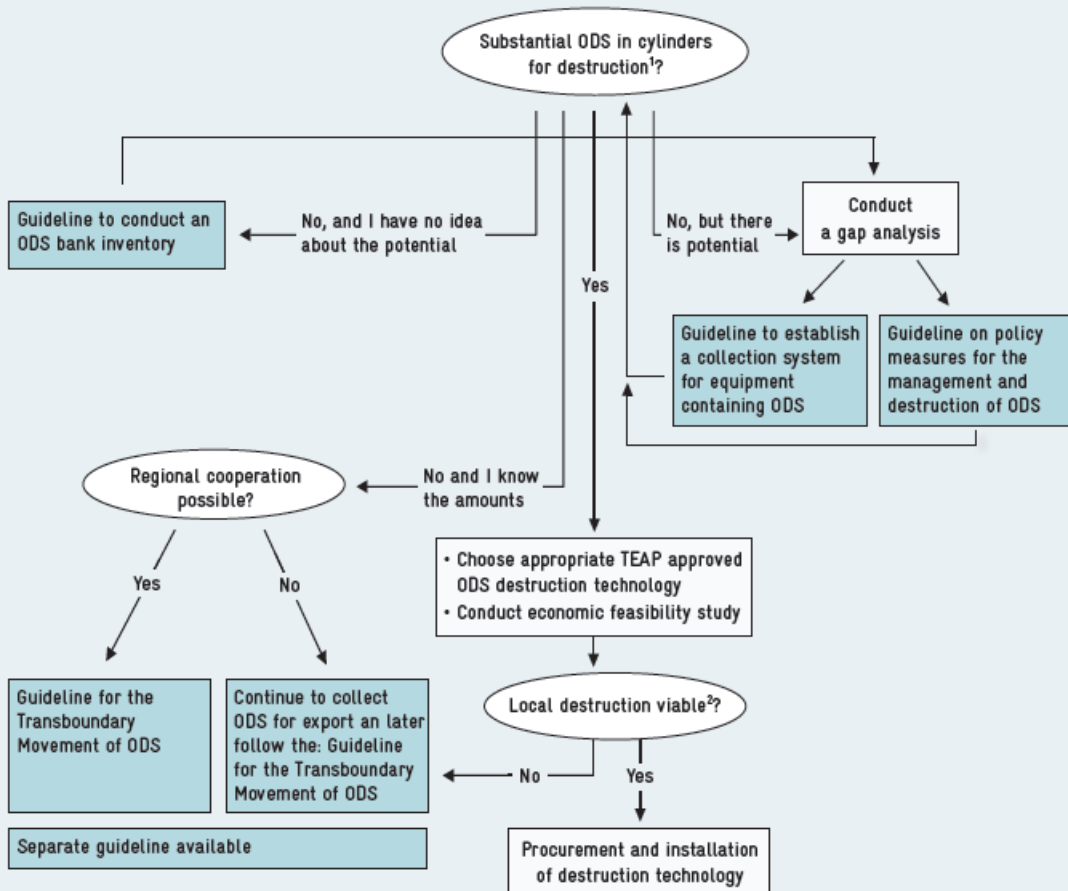 Substantial ODS in cylinders
for destruction¹?
Guideline to conduct an
ODS bank inventory
No, and I have no idea
about the potential
No, but there
is potential
Conduct
a gap analysis
Yes
Guideline to establish
a collection system
for equipment
containing ODS
Guideline on policy
measures for the
management and
destruction of ODS
Regional cooperation
possible?
No and I know
the amounts
• Choose appropriate TEAP approved
ODS destruction technology
• Conduct economic feasibility study
Yes
No
Guideline for the
Transboundary
Movement of ODS
Continue to collect
ODS for export an later
follow the: Guideline
for the Transboundary
Movement of ODS
Local destruction viable²?
No
Yes
Separate guideline available
Procurement and installation
of destruction technology